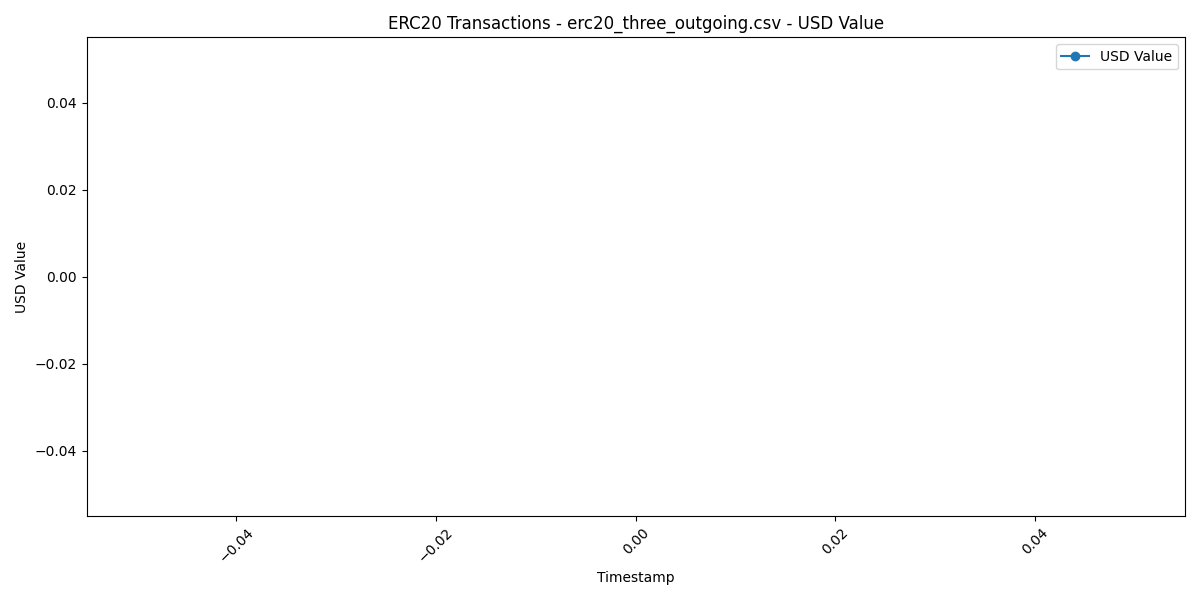 ERC20 Transactions - erc20_three_outgoing.csv - USD Value
USD Value
0.04
0.02
0.00
−0.02
−0.04
USD Value
−0.04
−0.02
0.00
0.02
0.04
Timestamp